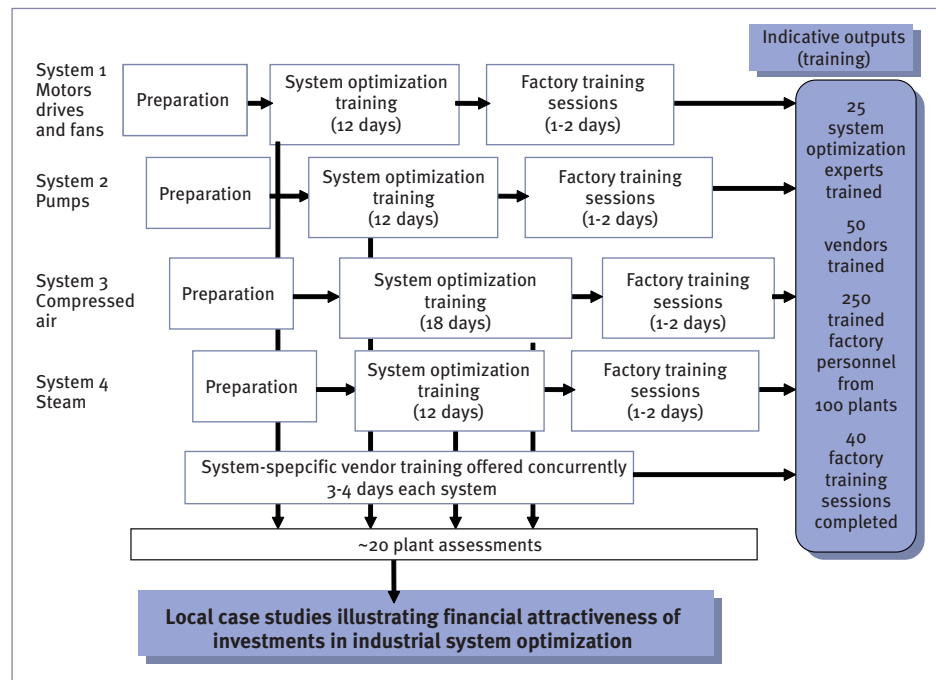 Indicative outputs
(training)
System 1
Motors
drives
and fans
Preparation
System optimization
training
(12 days)
Factory training
sessions
(1-2 days)
System 2
Pumps
Preparation
System optimization
training
(12 days)
Factory training
sessions
(1-2 days)
System 3
Compressed
air
Preparation
System optimization
training
(18 days)
Factory training
sessions
(1-2 days)
System 4
Steam
Preparation
System optimization
training
(12 days)
Factory training
sessions
(1-2 days)
System-spepcific vendor training offered concurrently
3-4 days each system
25
system
optimization
experts
trained
50
vendors
trained
250
trained
factory
personnel
from
100 plants
40
factory
training
sessions
completed
~20 plant assessments
Local case studies illustrating financial attractiveness of
investments in industrial system optimization